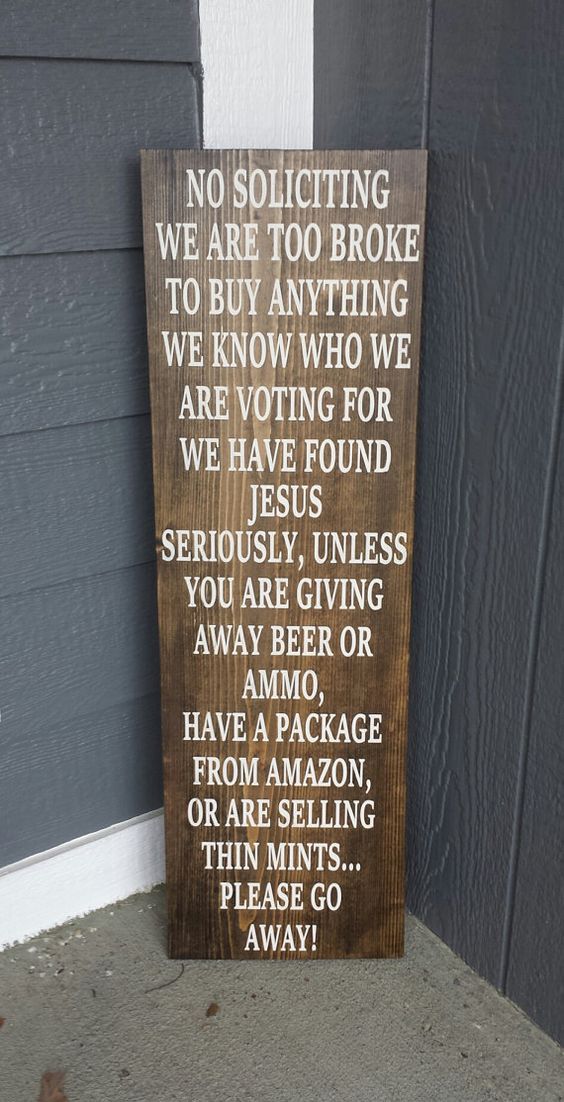 NO SOLICITING
WE ARE TOO BROKE
TO BUY ANYTHING
WE KNOW WHO WE
ARE VOTING FOR
WE HAVE FOUND
JESUS
SERIOUSLY, UNLESS
YOU ARE GIVING
AWAY BEER OR
AMMO,
HAVE A PACKAGE
FROM AMAZON,
OR ARE SELLING
THIN MINTS...
PLEASE GO
AWAY!